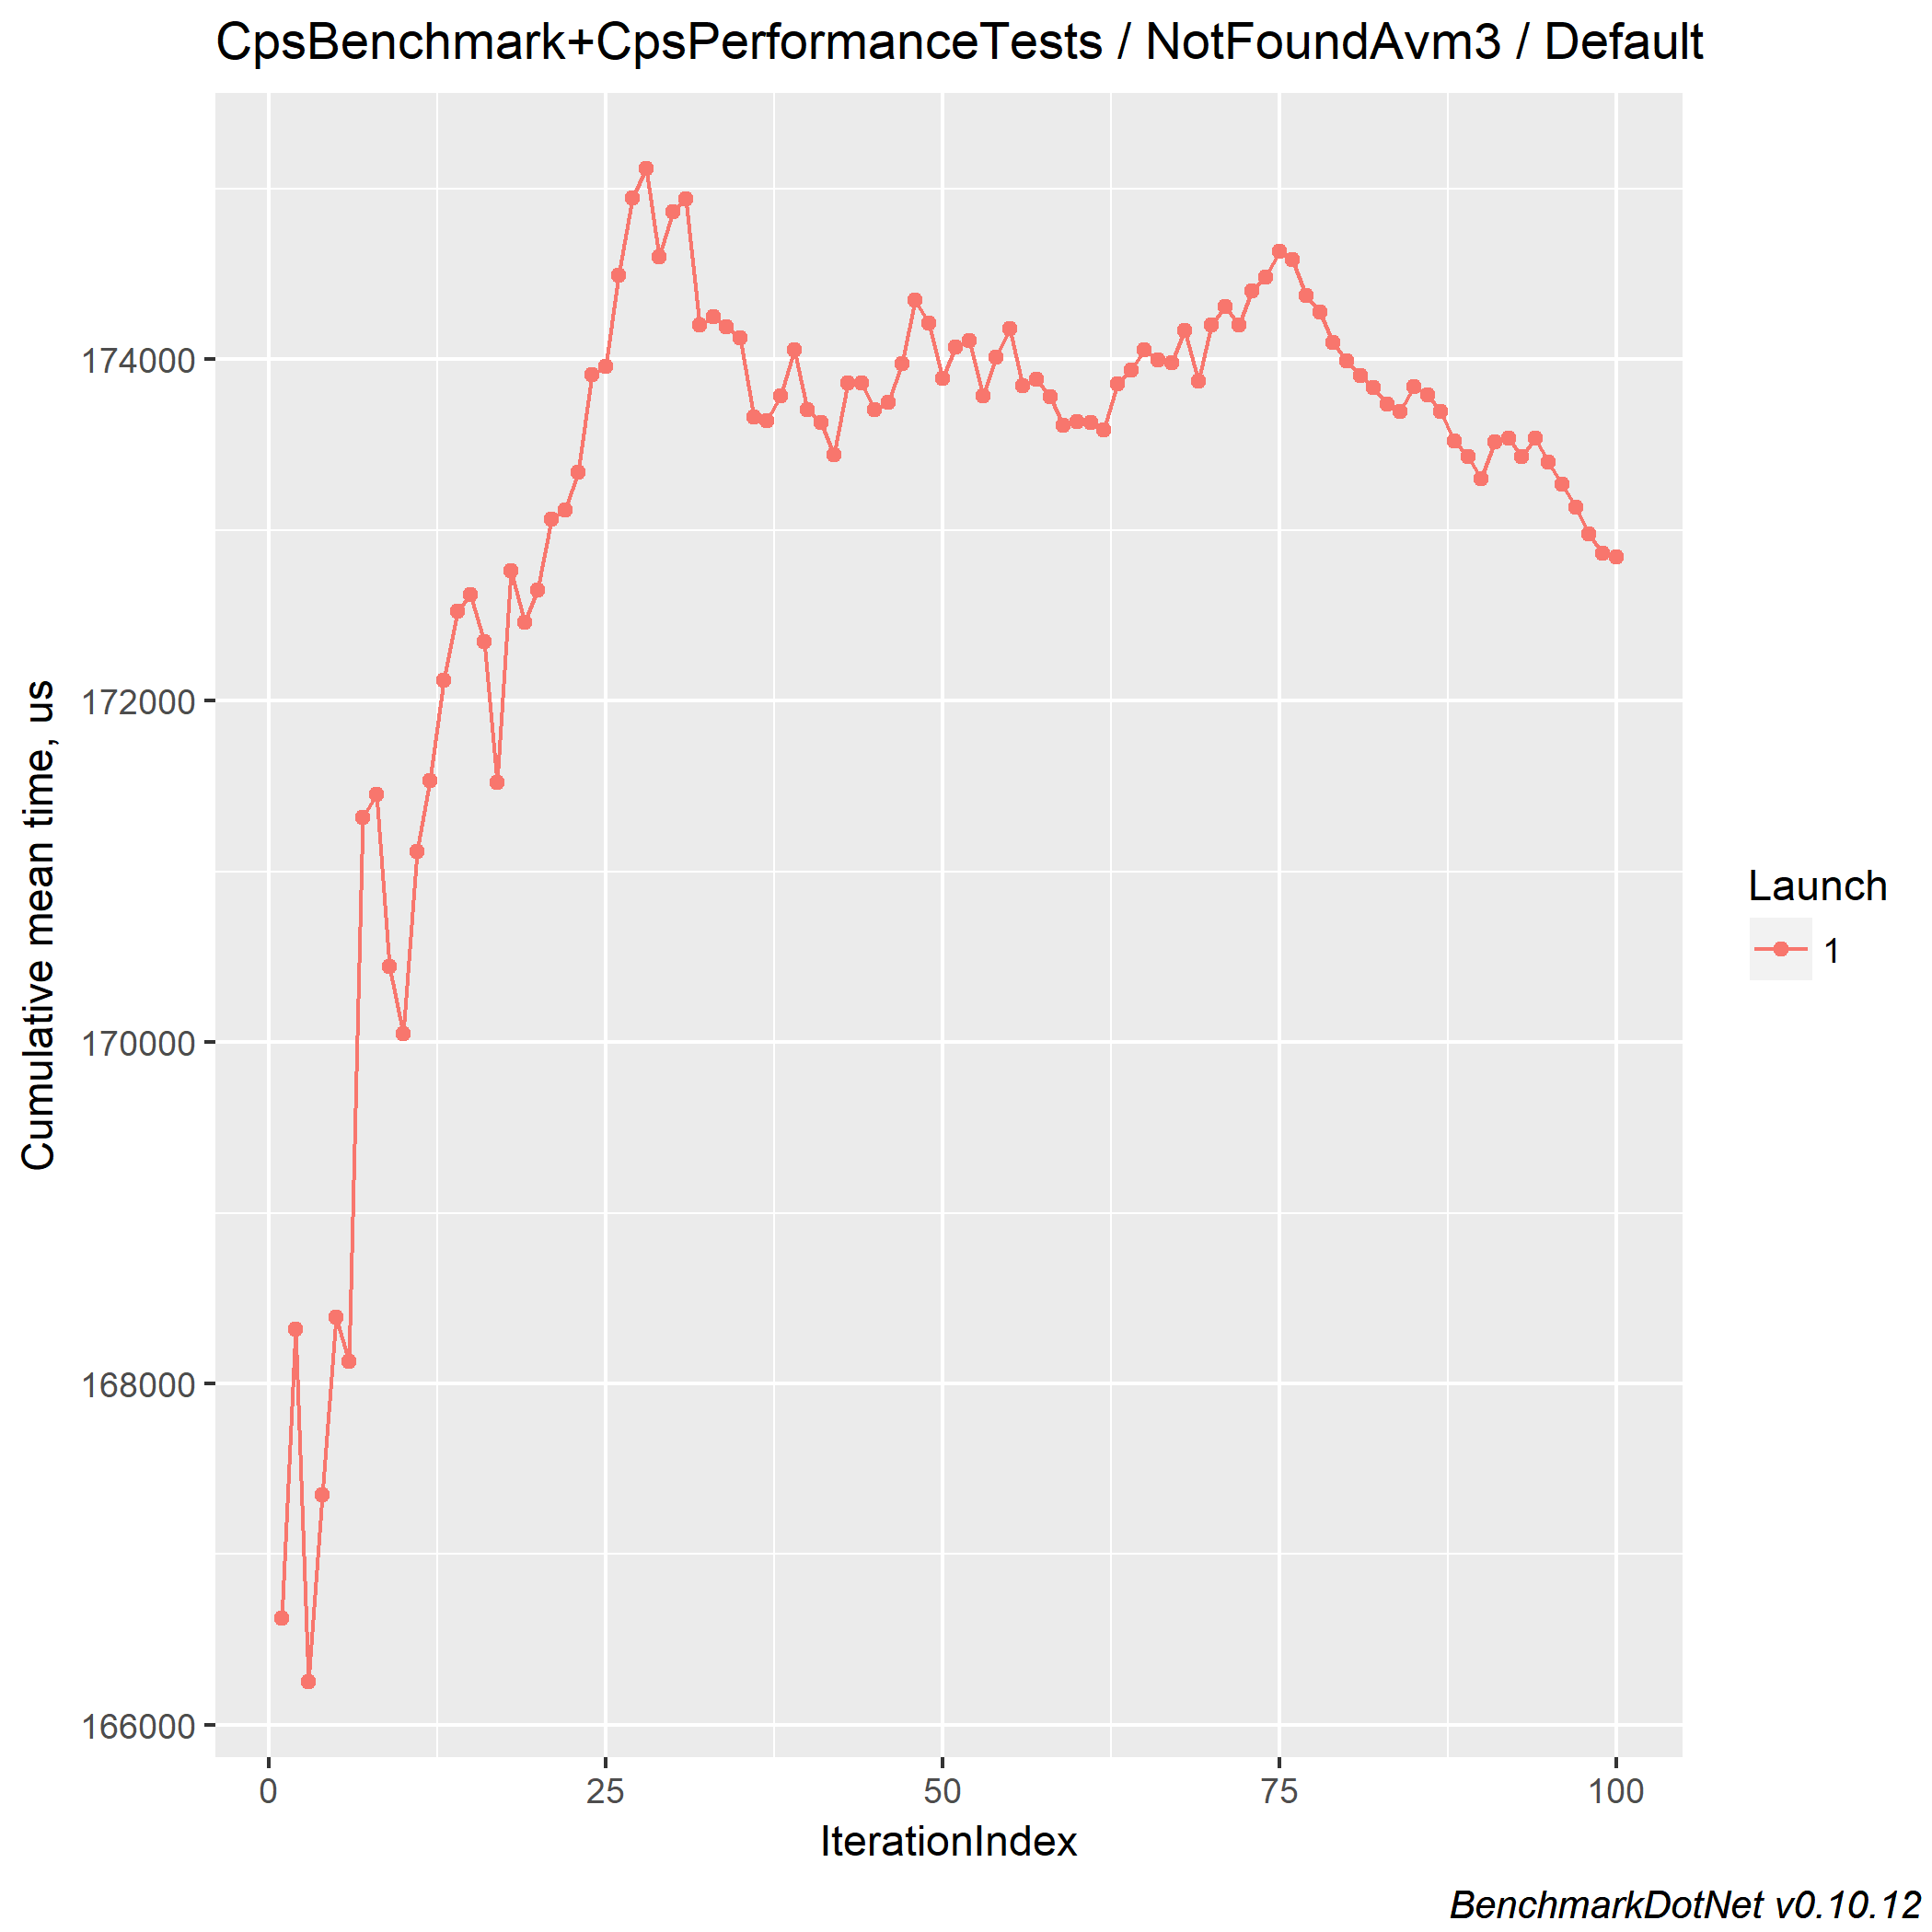 CpsBenchmark+CpsPerformanceTests / NotFoundAvm3 / Default
Cumulative mean time, us
174000
172000
170000
168000
166000
0 25 50 75 100
IterationIndex
Launch
1
BenchmarkDotNet v0.10.12